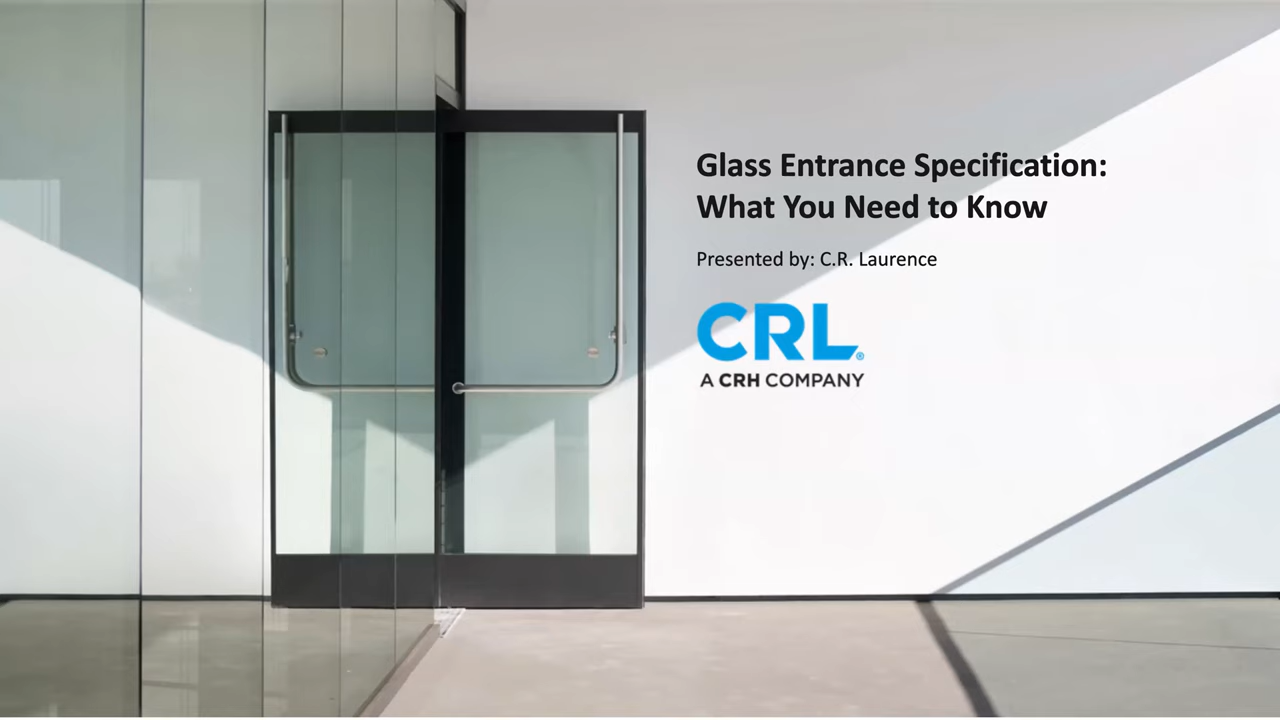 Glass Entrance Specification:
What You Need to Know
Presented by: C.R. Laurence
CRL®
A CRH COMPANY